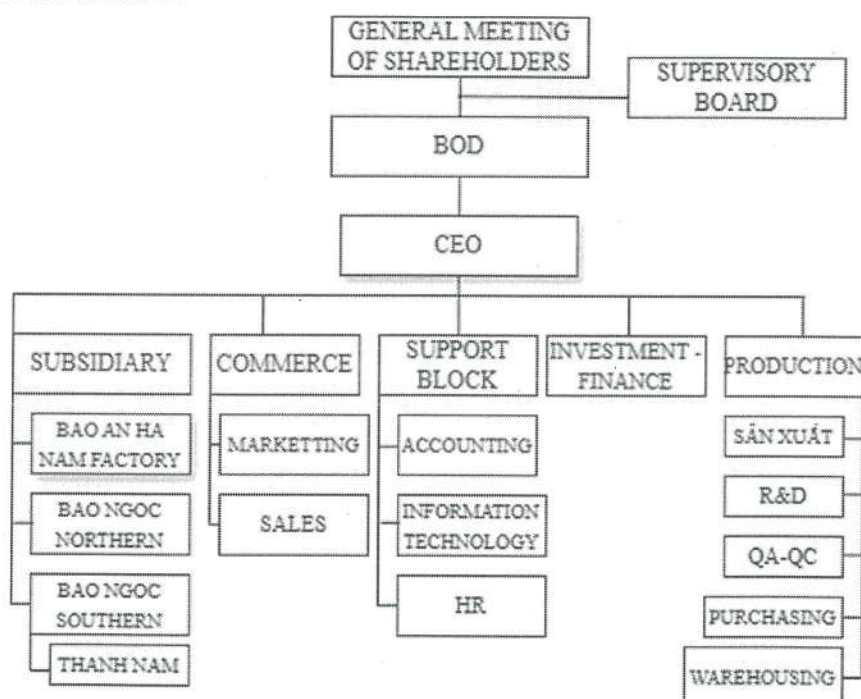 GENERAL MEETING
OF SHAREHOLDERS
SUPERVISORY
BOARD
BOD
CEO
SUBSIDIARY
COMMERCE
SUPPORT
BLOCK
INVESTMENT -
FINANCE
PRODUCTION
BAO AN HA
NAM FACTORY
BAO NGOC
NORTHERN
BAO NGOC
SOUTHERN
THANH NAM
MARKETTING
SALES
ACCOUNTING
INFORMATION
TECHNOLOGY
HR
SẢN XUẤT
R&D
QA-QC
PURCHASING
WAREHOUSING